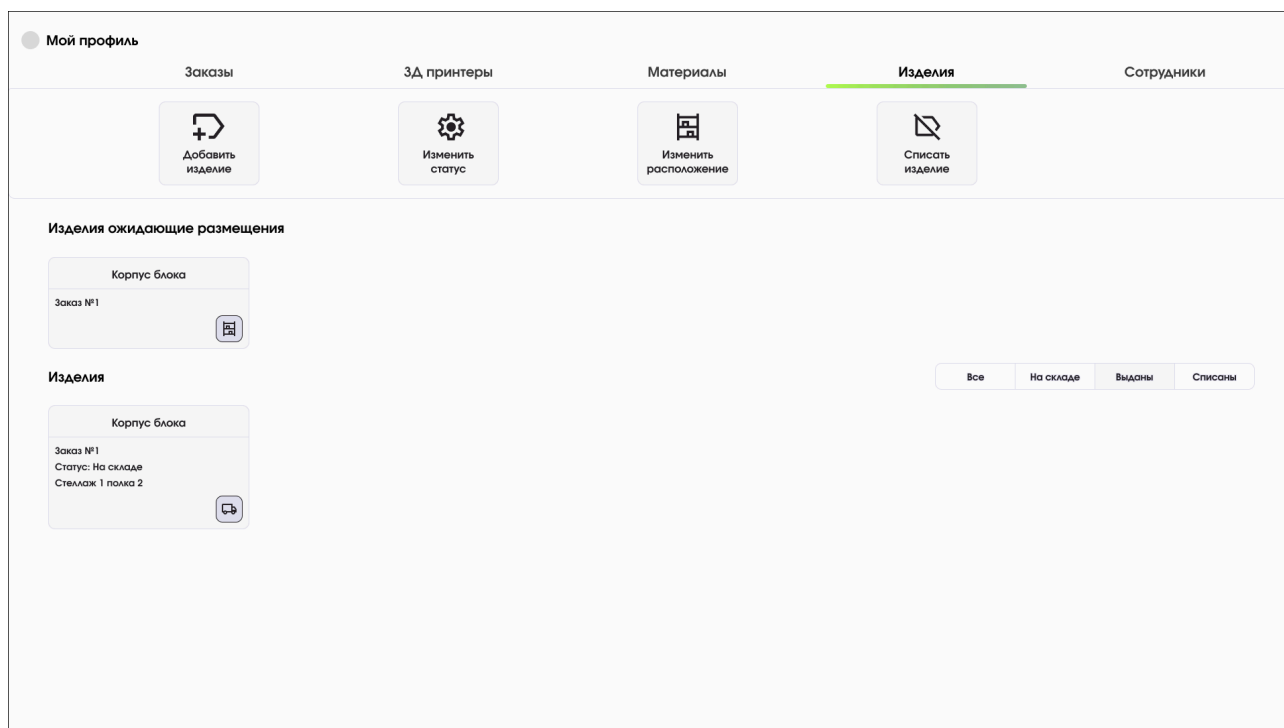 Мой профиль
Заказы
3Д принтеры
Материалы
Изделия
Сотрудники
Добавить
изделие
Изменить
статус
Изменить
расположение
Списать
изделие
Изделия ожидающие размещения
Корпус блока
Заказ №1
Изделия
Все
На складе
Выданы
Списаны
Корпус блока
Заказ №1
Статус: На складе
Стеллаж 1 полка 2